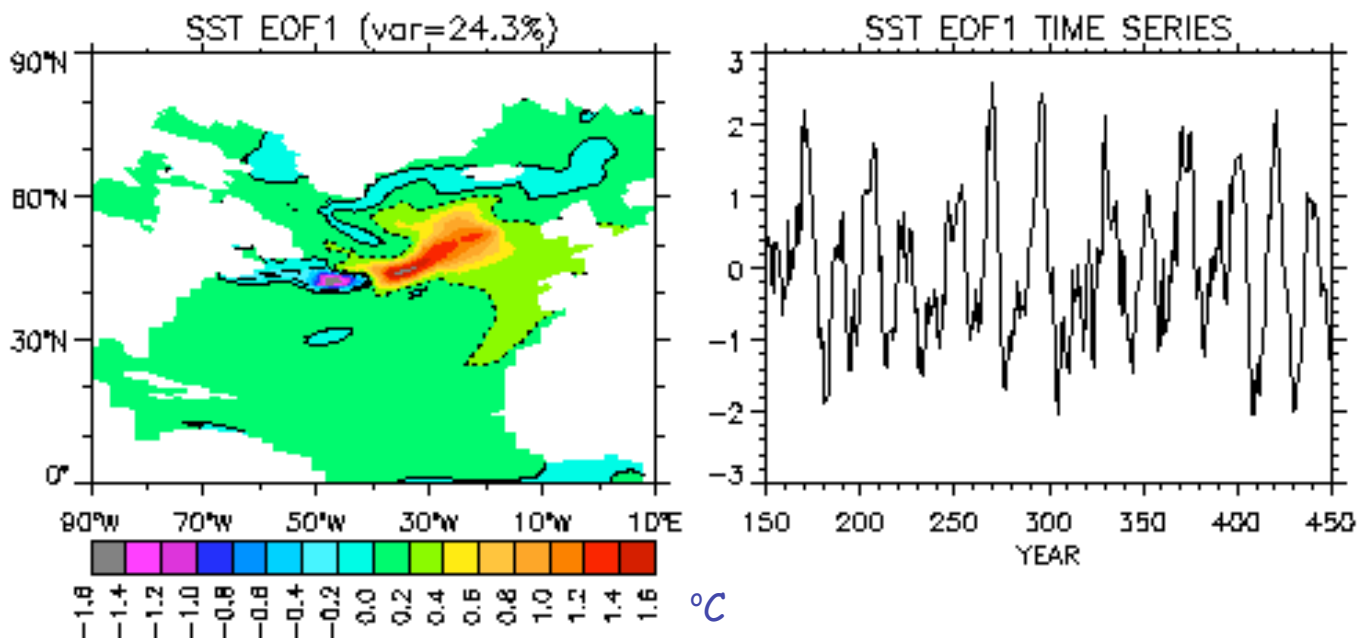 SST EOF1 (var=24.3%)
90°N
60°N
30°N
0°
90°W 70°W 50°W 30°W 10°W 10°E
-1.6 -1.4 -1.2 -1.0 -0.8 -0.6 -0.4 -0.2 0.0 0.2 0.4 0.6 0.8 1.0 1.2 1.4 1.6
°C
SST EOF1 TIME SERIES
3
2
1
0
-1
-2
-3
150 200 250 300 350 400 450
YEAR